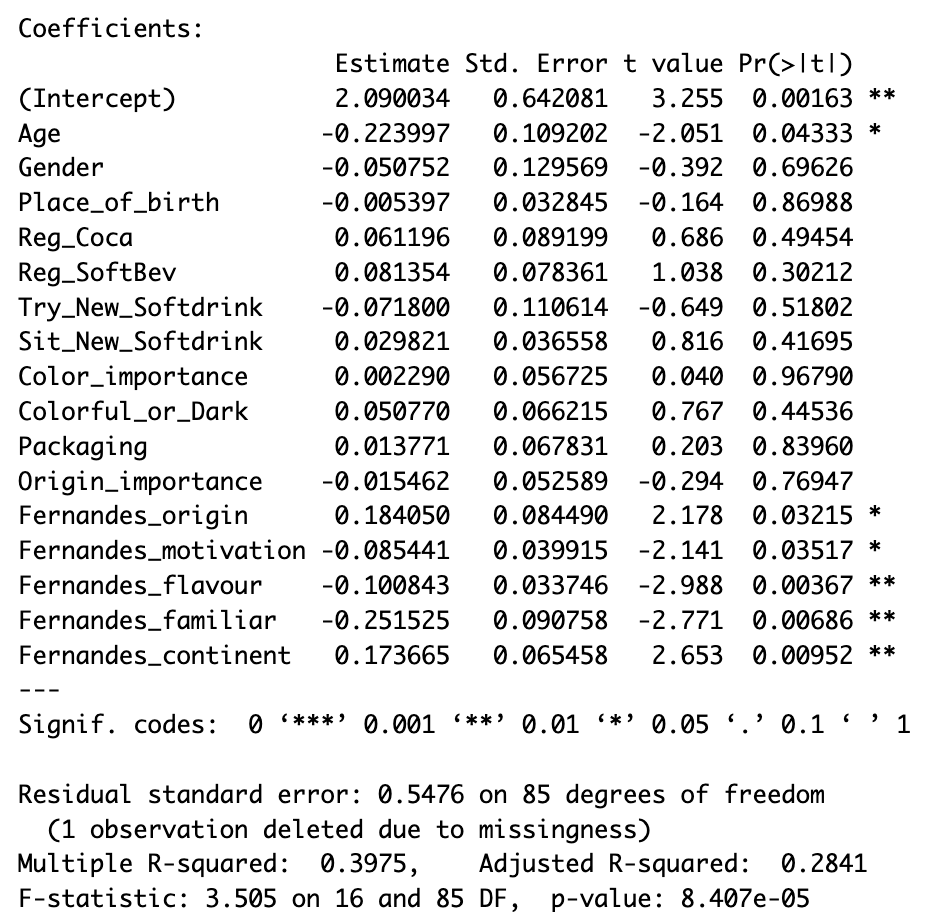 Coefficients:
                     Estimate Std. Error t value Pr(>|t|)
(Intercept)          2.090034   0.642081   3.255  0.00163 **
Age                 -0.223997   0.109202  -2.051  0.04333 *
Gender              -0.050752   0.129569  -0.392  0.69626
Place_of_birth      -0.005397   0.032845  -0.164  0.86988
Reg_Coca             0.061196   0.089199   0.686  0.49454
Reg_SoftBev          0.081354   0.078361   1.038  0.30212
Try_New_Softdrink   -0.071800   0.110614  -0.649  0.51802
Sit_New_Softdrink    0.029821   0.036558   0.816  0.41695
Color_importance     0.002290   0.056725   0.040  0.96790
Colorful_or_Dark     0.050770   0.066215   0.767  0.44536
Packaging            0.013771   0.067831   0.203  0.83960
Origin_importance   -0.015462   0.052589  -0.294  0.76947
Fernandes_origin     0.184050   0.084490   2.178  0.03215 *
Fernandes_motivation -0.085441   0.039915  -2.141  0.03517 *
Fernandes_flavour   -0.100843   0.033746  -2.988  0.00367 **
Fernandes_familiar  -0.251525   0.090758  -2.771  0.00686 **
Fernandes_continent  0.173665   0.065458   2.653  0.00952 **
---
Signif. codes:  0 ‘***’ 0.001 ‘**’ 0.01 ‘*’ 0.05 ‘.’ 0.1 ‘ ’ 1
Residual standard error: 0.5476 on 85 degrees of freedom
  (1 observation deleted due to missingness)
Multiple R-squared:  0.3975,    Adjusted R-squared:  0.2841
F-statistic: 3.505 on 16 and 85 DF,  p-value: 8.407e-05